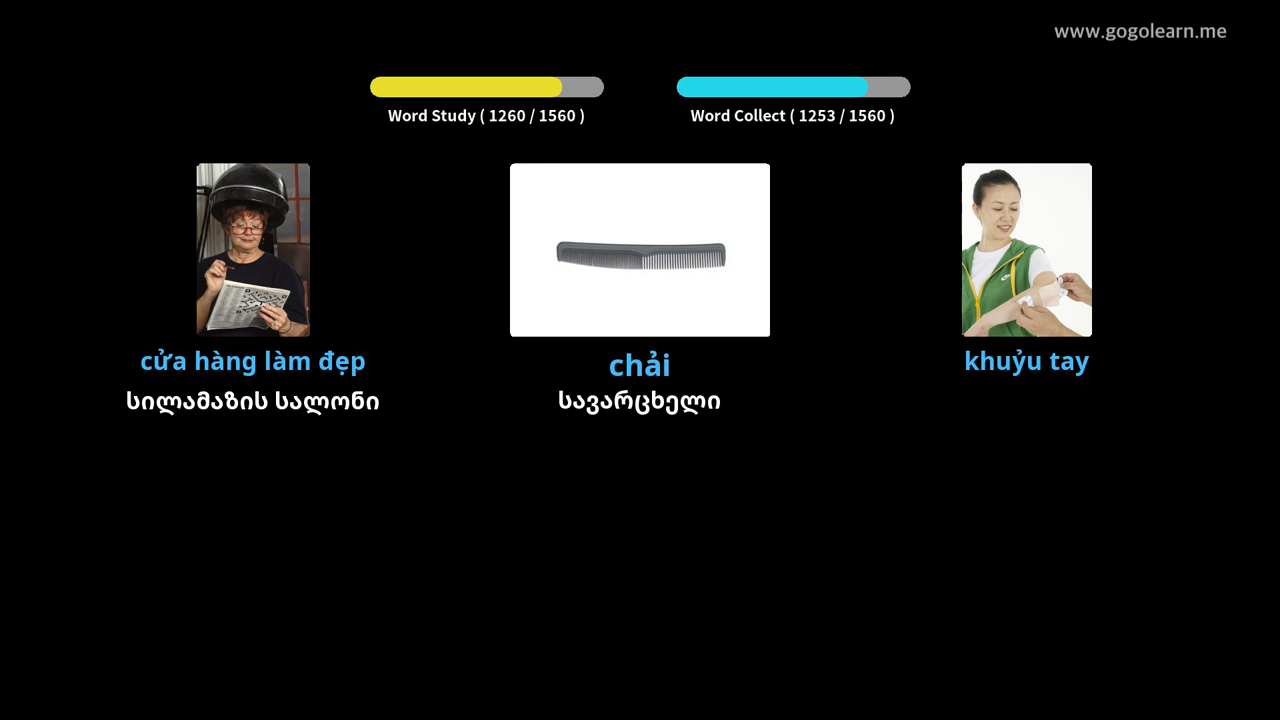 www.gogolearn.me
Word Study ( 1260 / 1560 )
Word Collect ( 1253 / 1560 )
cửa hàng làm đẹp
chải
khuỷu tay
სილამაზის სალონი
სავარცხელი